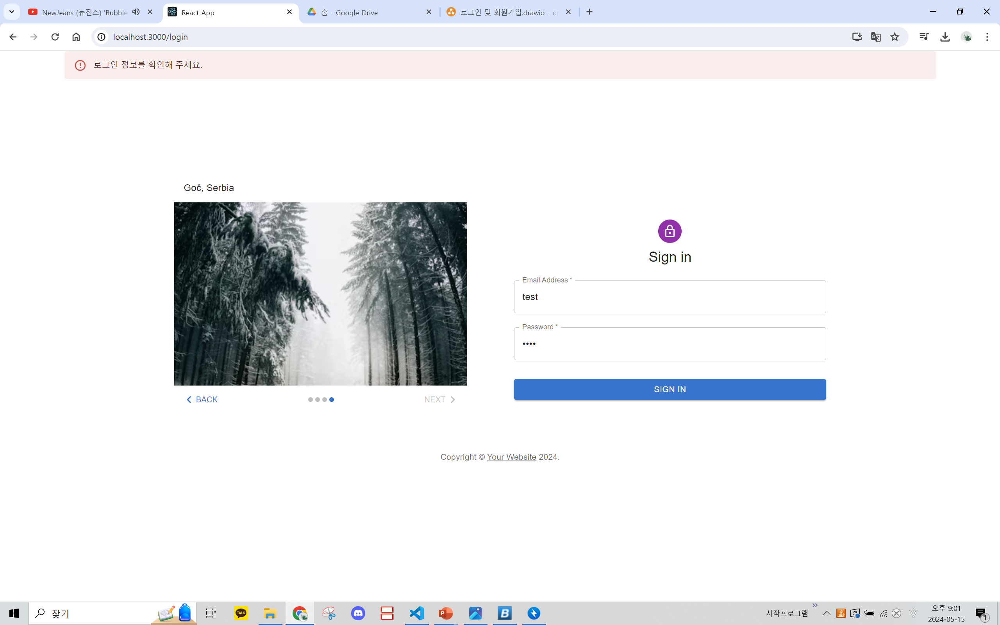 NewJeans (뉴진스) 'Bubble
React App
홈 - Google Drive
로그인 및 회원가입.drawio - dr
localhost:3000/login
로그인 정보를 확인해 주세요.
Goč, Serbia
BACK
NEXT
Sign in
Email Address *
test
Password *
••••
SIGN IN
Copyright © Your Website 2024.
찾기
TALK
P
B
시작프로그램
오후 9:01
2024-05-15
1